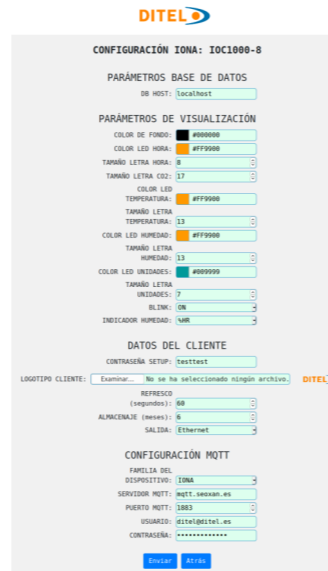 DITEL
CONFIGURACIÓN IONA: IOC1000-8
PARÁMETROS BASE DE DATOS
DB HOST: localhost
PARÁMETROS DE VISUALIZACIÓN
COLOR DE FONDO: #000000
COLOR LED HORA: #FF9900
TAMAÑO LETRA HORA: 8
TAMAÑO LETRA CO2: 17
COLOR LED
TEMPERATURA: #FF9900
TAMAÑO LETRA
TEMPERATURA: 13
COLOR LED HUMEDAD: #FF9900
TAMAÑO LETRA
HUMEDAD: 13
COLOR LED UNIDADES: #009999
TAMAÑO LETRA
UNIDADES: 7
BLINK: ON
INDICADOR HUMEDAD: %HR
DATOS DEL CLIENTE
CONTRASEÑA SETUP: testtest
LOGOTIPO CLIENTE: Examinar... No se ha seleccionado ningún archivo. DITEL
REFRESCO
(segundos): 60
ALMACENAJE (meses): 6
SALIDA: Ethernet
CONFIGURACIÓN MQTT
FAMILIA DEL
DISPOSITIVO: IONA
SERVIDOR MQTT: mqtt.seoxan.es
PUERTO MQTT: 1883
USUARIO: ditel@ditel.es
CONTRASEÑA: •••••••••••••
Enviar Atrás